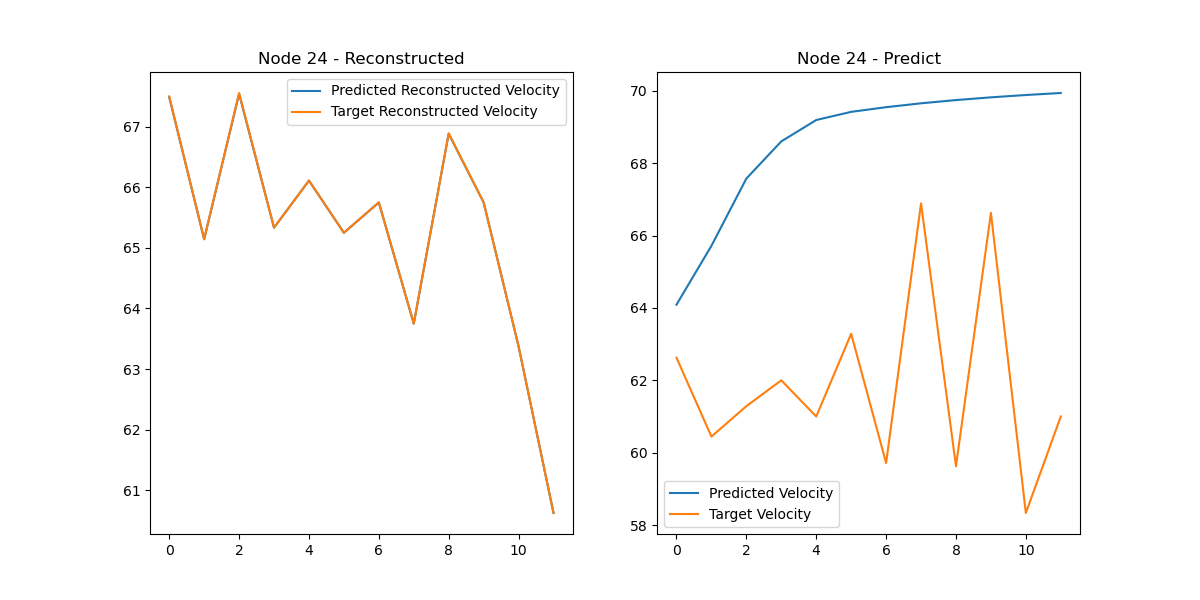 Node 24 - Reconstructed
Predicted Reconstructed Velocity
Target Reconstructed Velocity
67
66
65
64
63
62
61
0 2 4 6 8 10
Node 24 - Predict
70
68
66
64
62
60
58
Predicted Velocity
Target Velocity
0 2 4 6 8 10